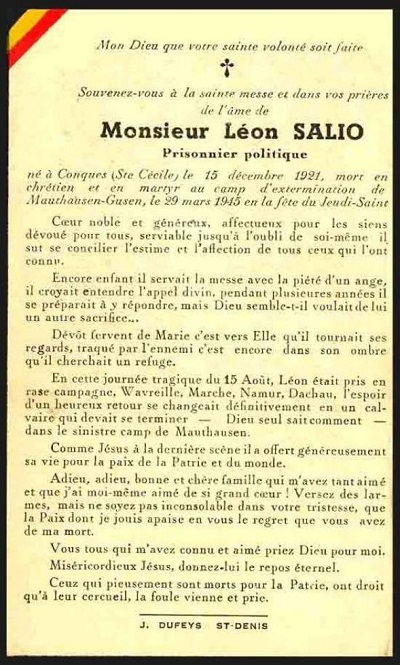 Mon Dieu que votre sainte volonté soit faite
Souvenez-vous à la sainte messe et dans vos prières
de l'âme de
Monsieur Léon SALIO
Prisonnier politique
né à Conques (Ste Cécile) le 15 décembre 1921, mort en
chrétien et en martyr au camp d'extermination de
Mauthausen-Gusen, le 29 mars 1945 en la fête du Jeudi-Saint
Cœur noble et généreux, affectueux pour les siens
dévoué pour tous, serviable jusqu'à l'oubli de soi-même il
sut se concilier l'estime et l'affection de tous ceux qui l'ont
connu.
Encore enfant il servait la messe avec la piété d'un ange,
il croyait entendre l'appel divin, pendant plusieures années il
se préparait à y répondre, mais Dieu semble-t-il voulait de lui
un autre sacrifice...
Dévôt fervent de Marie c'est vers Elle qu'il tournait ses
regards, traqué par l'ennemi c'est encore dans son ombre
qu'il cherchait un refuge.
En cette journée tragique du 15 Août, Léon était pris en
rase campagne, Wavreille, Marche, Namur, Dachau, l'espoir
d'un heureux retour se changeait définitivement en un cal-
vaire qui devait se terminer — Dieu seul sait comment —
dans le sinistre camp de Mauthausen.
Comme Jésus à la dernière scène il a offert généreusement
sa vie pour la paix de la Patrie et du monde.
Adieu, adieu, bonne et chère famille qui m'avez tant aimé
et que j'ai moi-même aimé de si grand cœur ! Versez des lar-
mes, mais ne soyez pas inconsolable dans votre tristesse, que
la Paix dont je jouis apaise en vous le regret que vous avez
de ma mort.
Vous tous qui m'avez connu et aimé priez Dieu pour moi.
Miséricordieux Jésus, donnez-lui le repos éternel.
Ceux qui pieusement sont morts pour la Patrie, ont droit
qu'à leur cercueil, la foule vienne et prie.
J. DUFEYS ST-DENIS